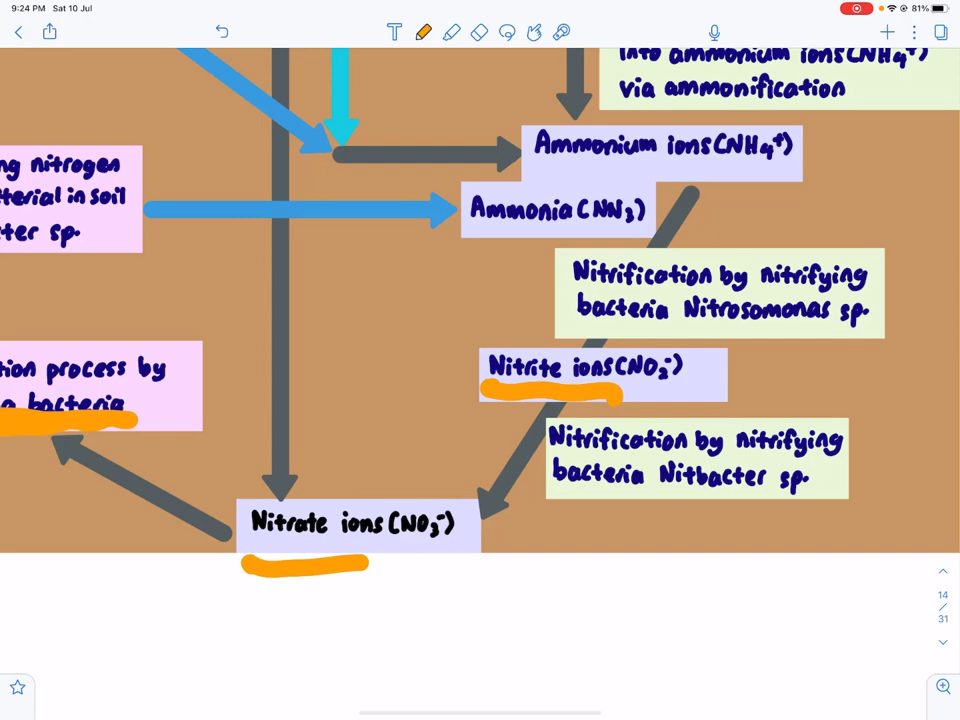 9:24 PM Sat 10 Jul
81%
into ammonium ions(NH₄⁺)
via ammonification
Ammonium ions(NH₄⁺)
ng nitrogen
terial in soil
ter sp.
Ammonia(NN₃)
Nitrification by nitrifying
bacteria Nitrosomonas sp.
tion process by
bacteria
Nitrite ions(NO₂⁻)
Nitrification by nitrifying
bacteria Nitbacter sp.
Nitrate ions(NO₃⁻)
14
/
31